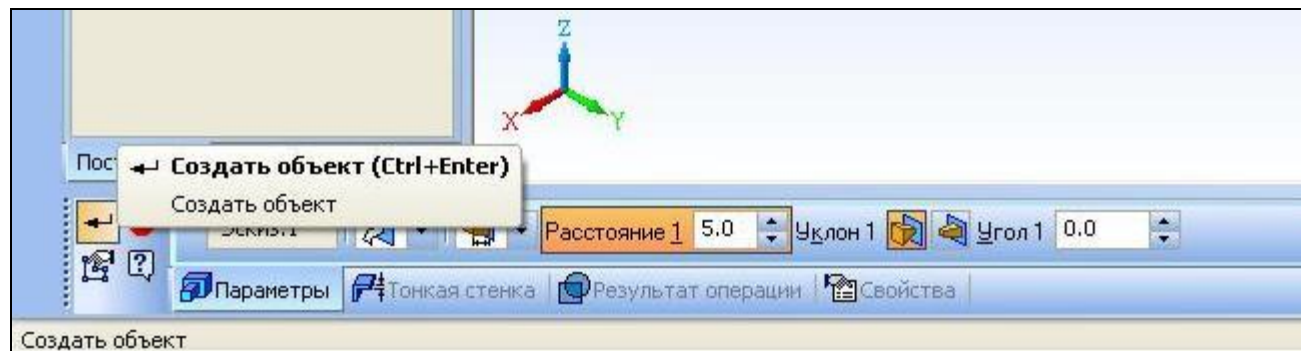 Z
X
Y
Создать объект (Ctrl+Enter)
Создать объект
Расстояние 1 5.0 Уклон 1 Угол 1 0.0
Параметры Тонкая стенка Результат операции Свойства
Создать объект